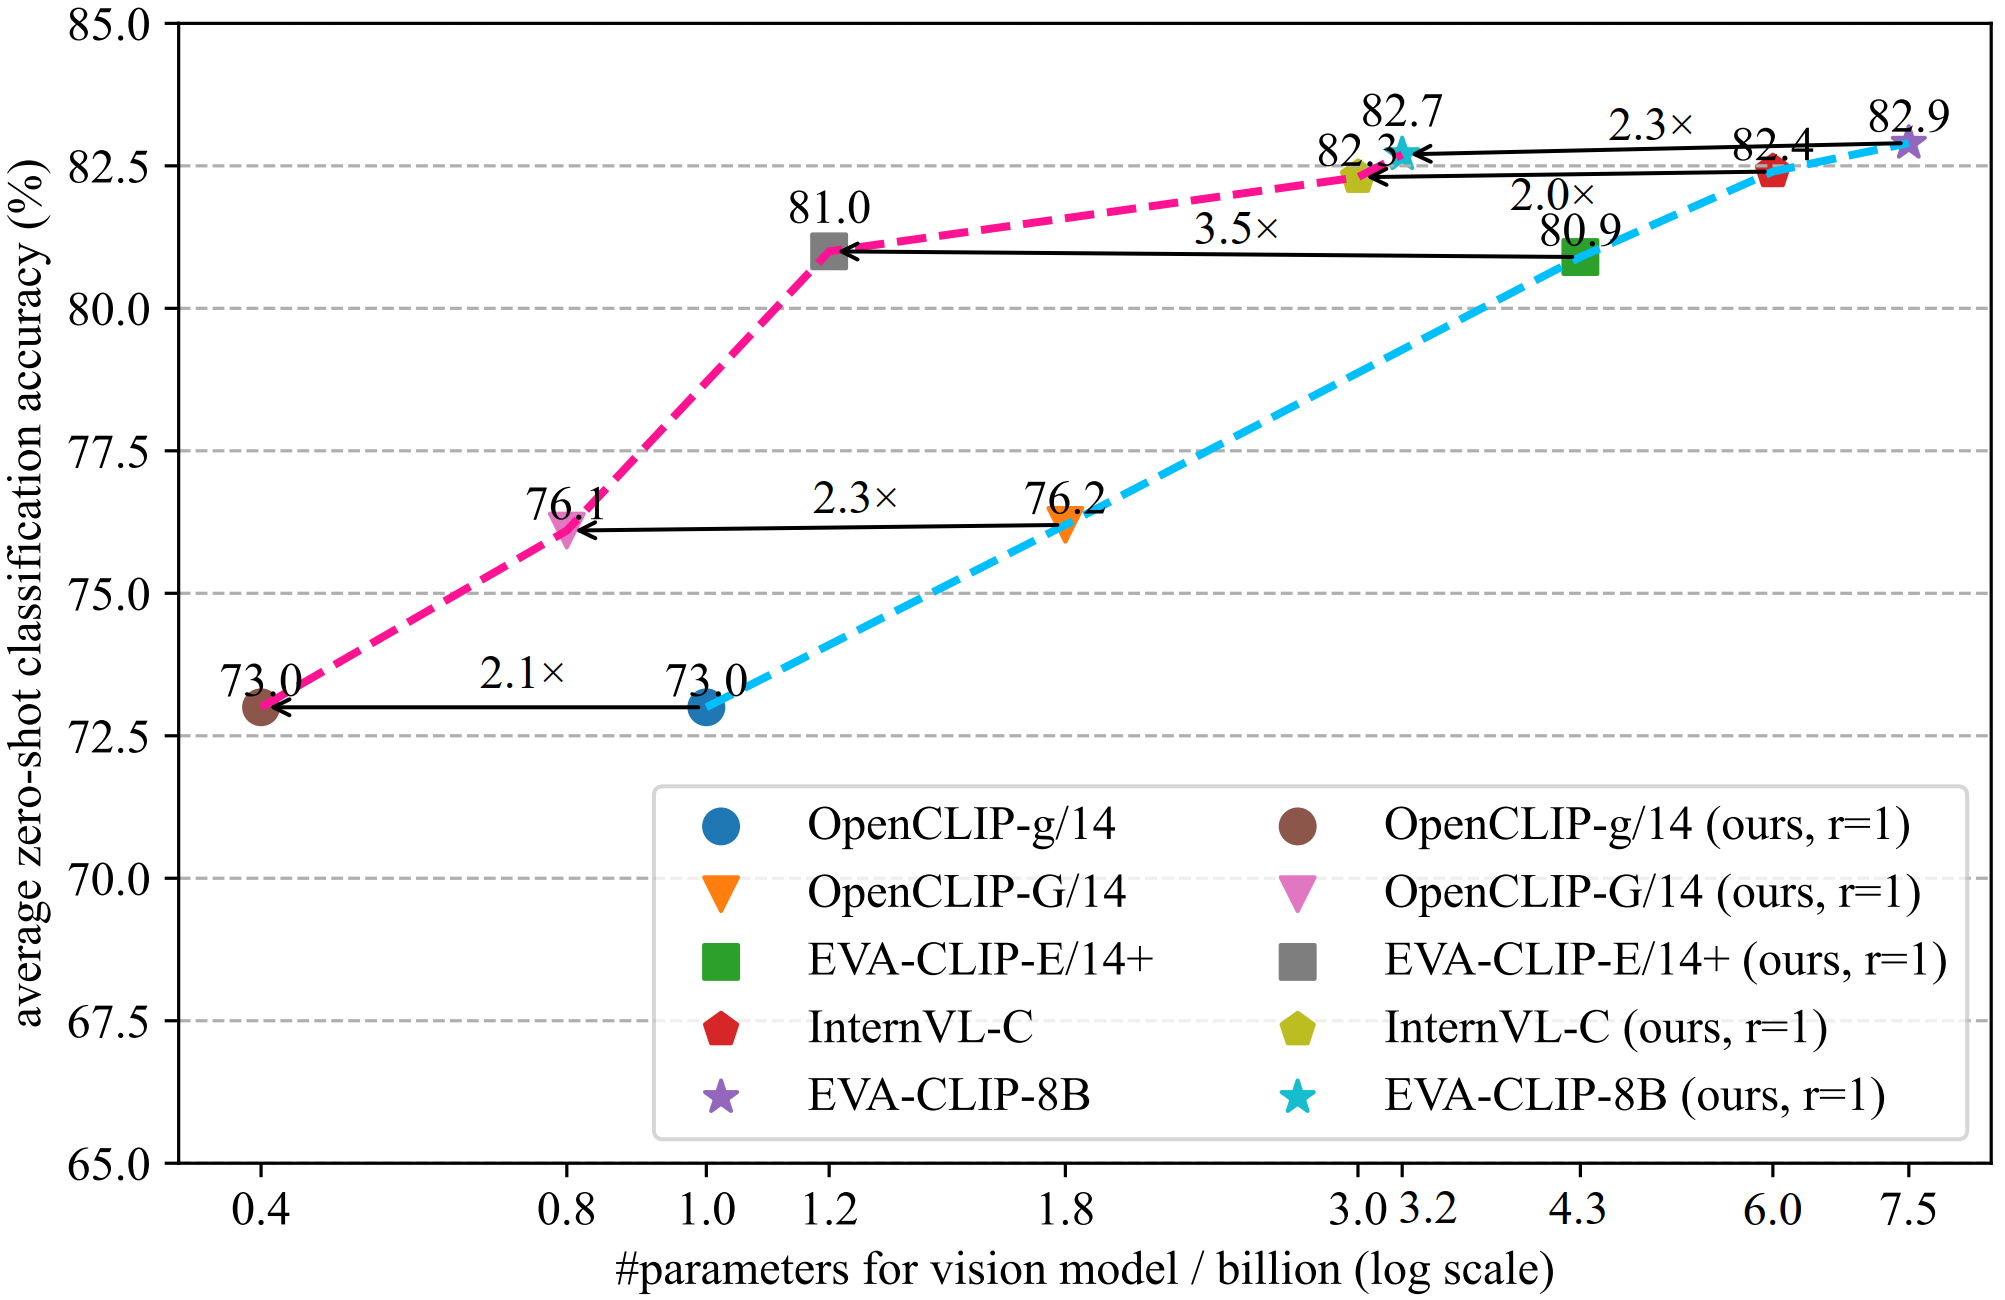 average zero-shot classification accuracy (%)
85.0
82.5
80.0
77.5
75.0
72.5
70.0
67.5
65.0
82.7
82.9
2.3×
82.3
82.4
2.0×
81.0
3.5×
80.9
76.1
2.3×
76.2
73.0
2.1×
73.0
OpenCLIP-g/14
OpenCLIP-G/14
EVA-CLIP-E/14+
InternVL-C
EVA-CLIP-8B
OpenCLIP-g/14 (ours, r=1)
OpenCLIP-G/14 (ours, r=1)
EVA-CLIP-E/14+ (ours, r=1)
InternVL-C (ours, r=1)
EVA-CLIP-8B (ours, r=1)
0.4 0.8 1.0 1.2 1.8 3.0 3.2 4.3 6.0 7.5
#parameters for vision model / billion (log scale)